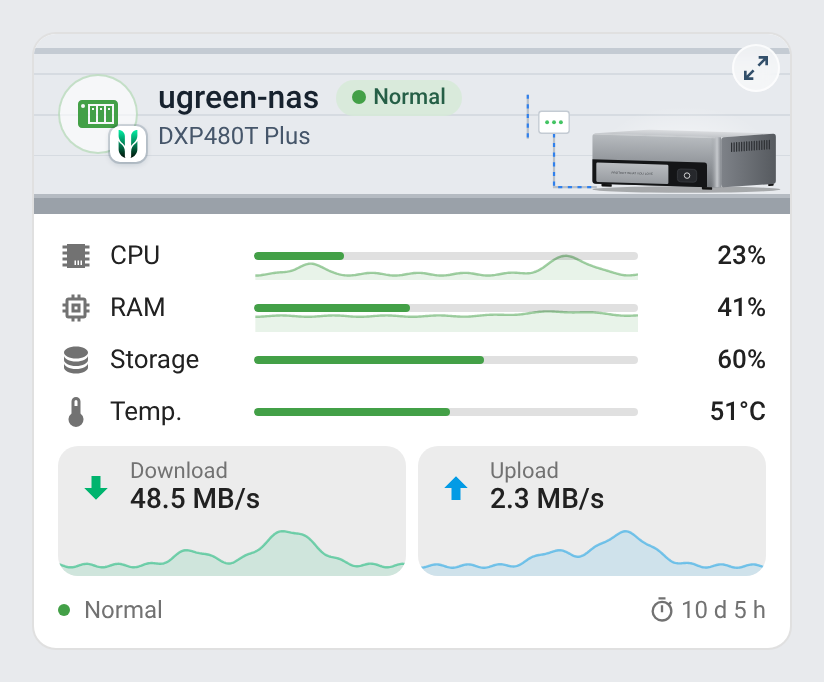 ugreen-nas
Normal
DXP480T Plus
CPU
23%
RAM
41%
Storage
60%
Temp.
51°C
Download
48.5 MB/s
Upload
2.3 MB/s
Normal
10 d 5 h